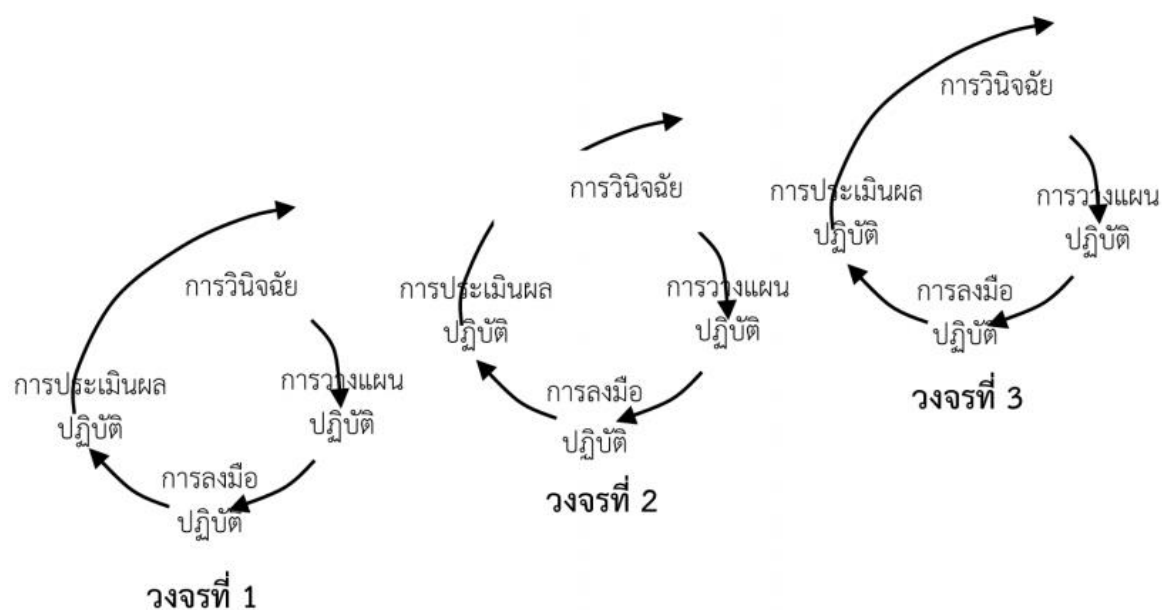 การวินิจฉัย
การประเมินผล
ปฏิบัติ
การวางแผน
ปฏิบัติ
การลงมือ
ปฏิบัติ
วงจรที่ 1
การวินิจฉัย
การประเมินผล
ปฏิบัติ
การวางแผน
ปฏิบัติ
การลงมือ
ปฏิบัติ
วงจรที่ 2
การวินิจฉัย
การประเมินผล
ปฏิบัติ
การวางแผน
ปฏิบัติ
การลงมือ
ปฏิบัติ
วงจรที่ 3